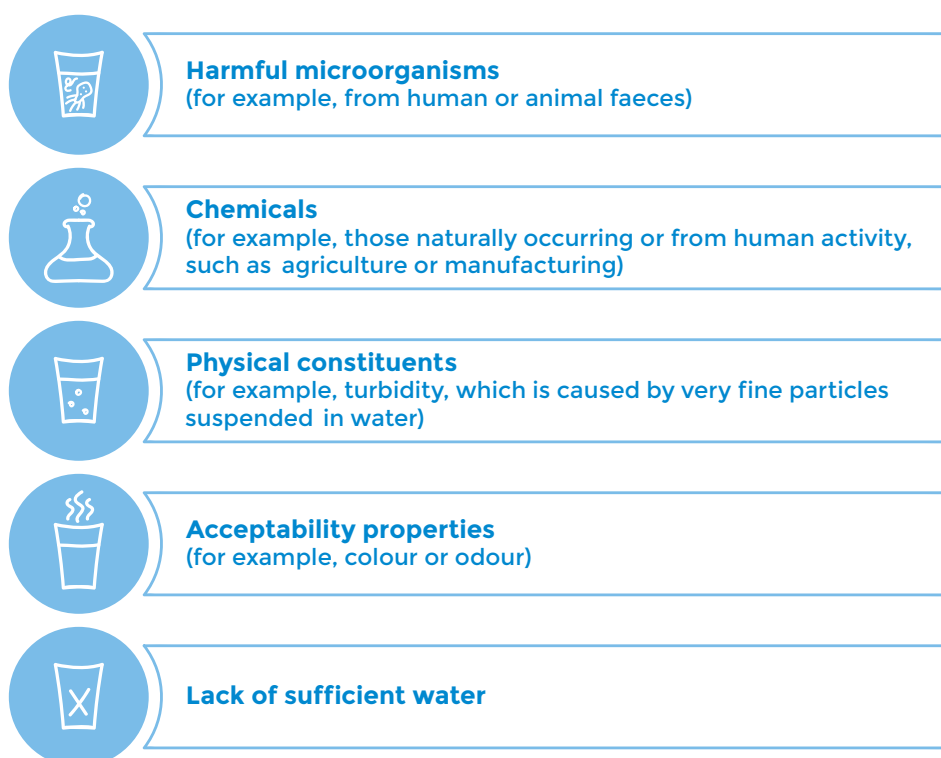 Harmful microorganisms
(for example, from human or animal faeces)
Chemicals
(for example, those naturally occurring or from human activity,
such as agriculture or manufacturing)
Physical constituents
(for example, turbidity, which is caused by very fine particles
suspended in water)
Acceptability properties
(for example, colour or odour)
Lack of sufficient water